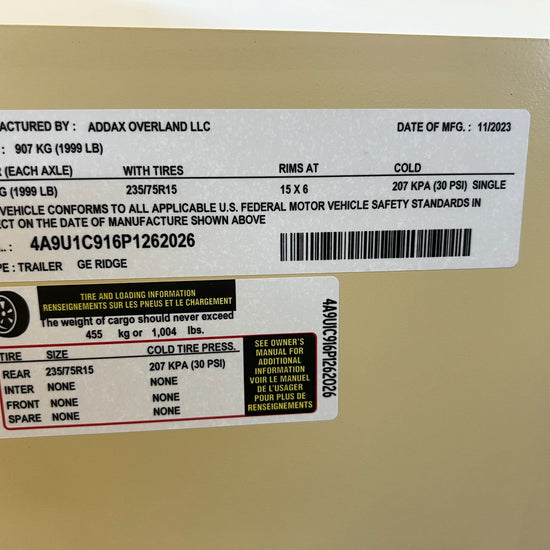 ACTURED BY : ADDAX OVERLAND LLC DATE OF MFG. : 11/2023
: 907 KG (1999 LB)
R (EACH AXLE) WITH TIRES RIMS AT COLD
G (1999 LB) 235/75R15 15 X 6 207 KPA (30 PSI) SINGLE
VEHICLE CONFORMS TO ALL APPLICABLE U.S. FEDERAL MOTOR VEHICLE SAFETY STANDARDS IN
ECT ON THE DATE OF MANUFACTURE SHOWN ABOVE
.. : 4A9U1C916P1262026
PE : TRAILER GE RIDGE
TIRE AND LOADING INFORMATION
RENSEIGNEMENTS SUR LES PNEUS ET LE CHARGEMENT
The weight of cargo should never exceed
455 kg or 1,004 lbs.
TIRE SIZE COLD TIRE PRESS.
REAR 235/75R15 207 KPA (30 PSI)
INTER NONE NONE
FRONT NONE NONE
SPARE NONE NONE
SEE OWNER'S
MANUAL FOR
ADDITIONAL
INFORMATION
VOIR LE MANUEL
DE L'USAGER
POUR PLUS DE
RENSEIGNEMENTS
4A9U1C916P1262026